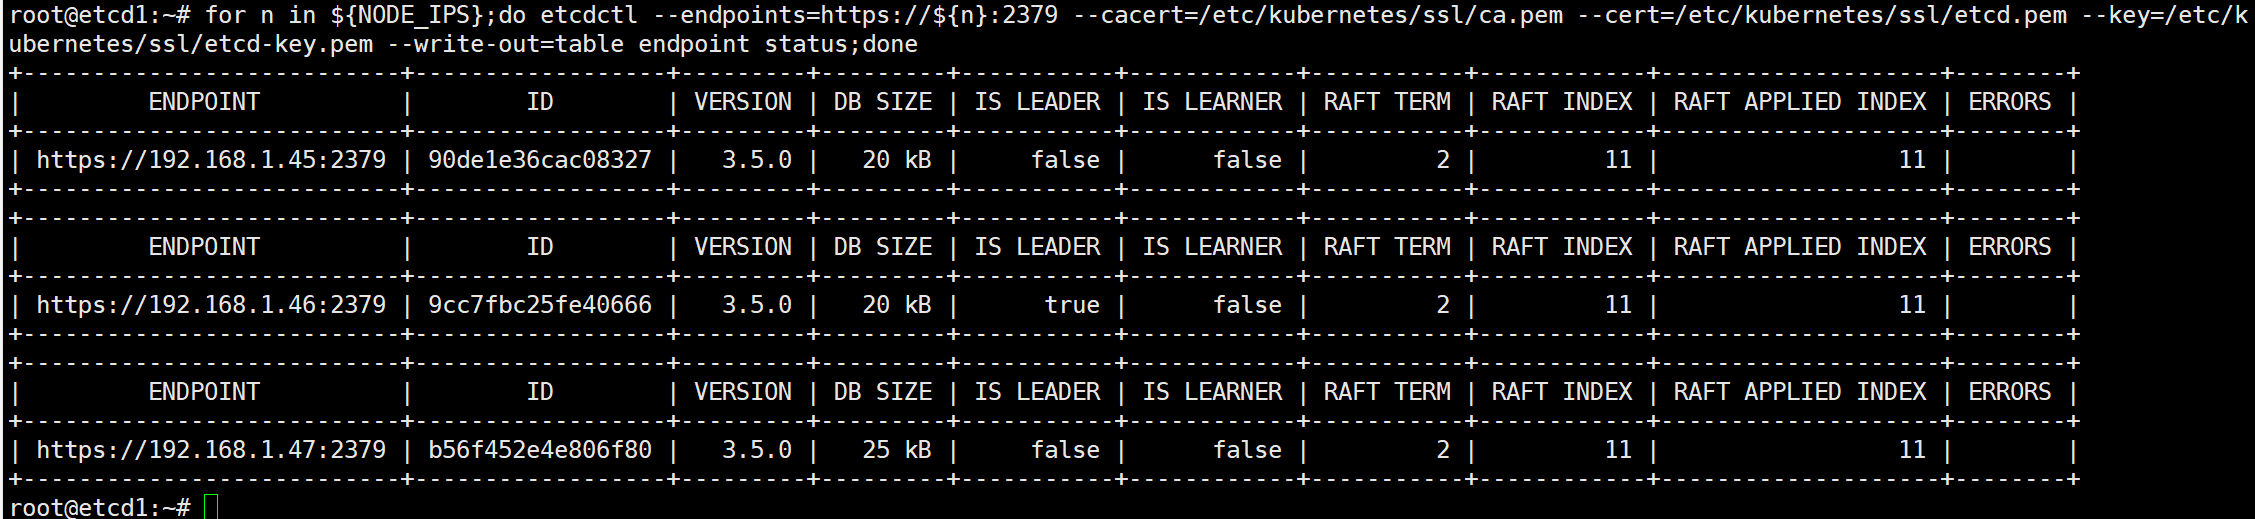 root@etcd1:~# for n in ${NODE_IPS};do etcdctl --endpoints=https://${n}:2379 --cacert=/etc/kubernetes/ssl/ca.pem --cert=/etc/kubernetes/ssl/etcd.pem --key=/etc/k
ubernetes/ssl/etcd-key.pem --write-out=table endpoint status;done
+----------------------------+------------------+---------+---------+-----------+------------+-----------+------------+--------------------+--------+
|         ENDPOINT          |        ID        | VERSION | DB SIZE | IS LEADER | IS LEARNER | RAFT TERM | RAFT INDEX | RAFT APPLIED INDEX | ERRORS |
+----------------------------+------------------+---------+---------+-----------+------------+-----------+------------+--------------------+--------+
| https://192.168.1.45:2379 | 90de1e36cac08327 |   3.5.0 |   20 kB |     false |      false |         2 |         11 |                 11 |        |
+----------------------------+------------------+---------+---------+-----------+------------+-----------+------------+--------------------+--------+
+----------------------------+------------------+---------+---------+-----------+------------+-----------+------------+--------------------+--------+
|         ENDPOINT          |        ID        | VERSION | DB SIZE | IS LEADER | IS LEARNER | RAFT TERM | RAFT INDEX | RAFT APPLIED INDEX | ERRORS |
+----------------------------+------------------+---------+---------+-----------+------------+-----------+------------+--------------------+--------+
| https://192.168.1.46:2379 | 9cc7fbc25fe40666 |   3.5.0 |   20 kB |      true |      false |         2 |         11 |                 11 |        |
+----------------------------+------------------+---------+---------+-----------+------------+-----------+------------+--------------------+--------+
+----------------------------+------------------+---------+---------+-----------+------------+-----------+------------+--------------------+--------+
|         ENDPOINT          |        ID        | VERSION | DB SIZE | IS LEADER | IS LEARNER | RAFT TERM | RAFT INDEX | RAFT APPLIED INDEX | ERRORS |
+----------------------------+------------------+---------+---------+-----------+------------+-----------+------------+--------------------+--------+
| https://192.168.1.47:2379 | b56f452e4e806f80 |   3.5.0 |   25 kB |     false |      false |         2 |         11 |                 11 |        |
+----------------------------+------------------+---------+---------+-----------+------------+-----------+------------+--------------------+--------+
root@etcd1:~#